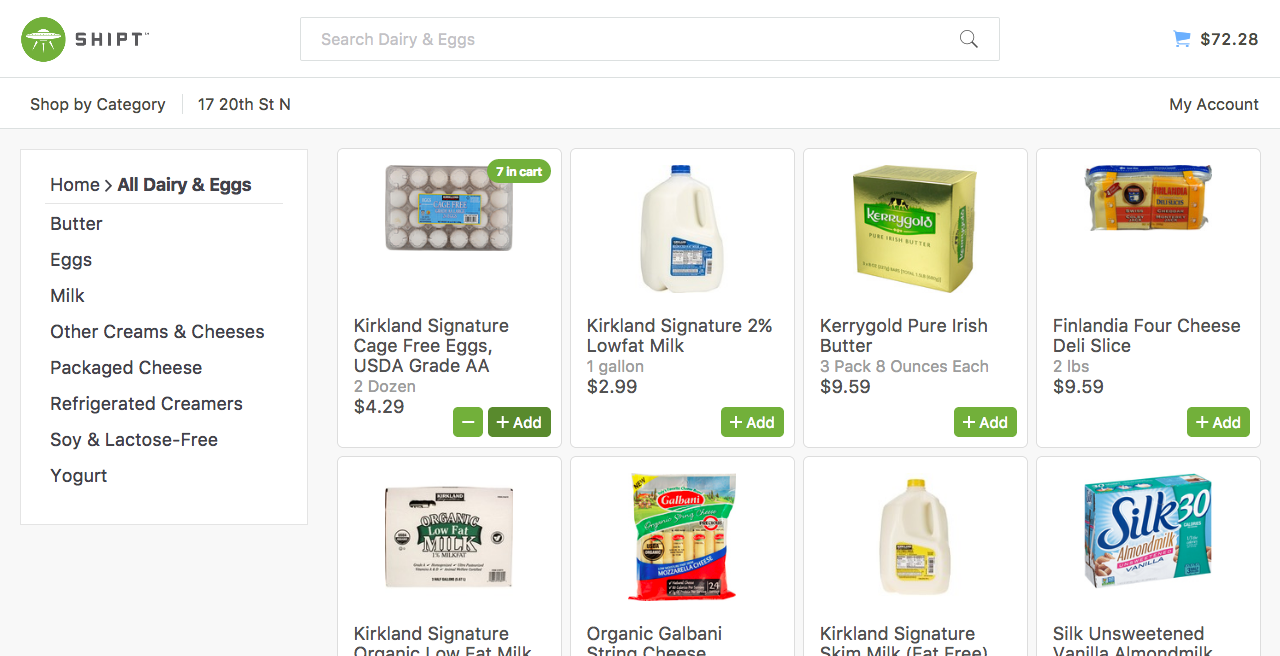 SHIPT
Search Dairy & Eggs
$72.28
Shop by Category
17 20th St N
My Account
Home > All Dairy & Eggs
Butter
Eggs
Milk
Other Creams & Cheeses
Packaged Cheese
Refrigerated Creamers
Soy & Lactose-Free
Yogurt
7 in cart
KIRKLAND
CAGE FREE
Kirkland Signature
Cage Free Eggs,
USDA Grade AA
2 Dozen
$4.29
− + Add
Kirkland Signature 2%
Lowfat Milk
1 gallon
$2.99
+ Add
Kerrygold
PURE IRISH BUTTER
Kerrygold Pure Irish
Butter
3 Pack 8 Ounces Each
$9.59
+ Add
FINLANDIA
Finlandia Four Cheese
Deli Slice
2 lbs
$9.59
+ Add
KIRKLAND
ORGANIC
Low Fat
MILK
1% MILKFAT
Kirkland Signature
Organic Low Fat Milk
NEW
Galbani
Organic String Cheese
USDA
ORGANIC
MOZZARELLA CHEESE
24
Organic Galbani
String Cheese
Kirkland Signature
Skim Milk (Fat Free)
Silk 30
Almondmilk
UNSWEETENED
VANILLA
Silk Unsweetened
Vanilla Almondmilk